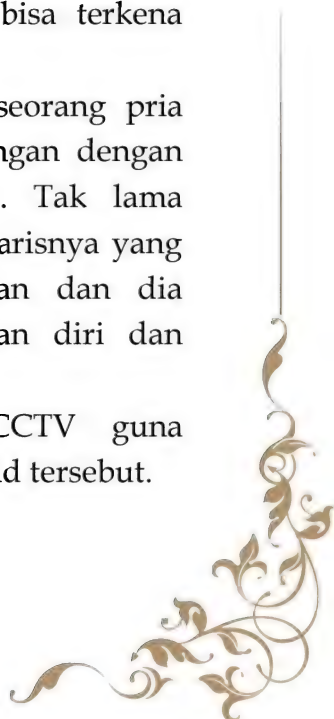 bisa terkena
seorang pria
ngan dengan
. Tak lama
arisnya yang
an dan dia
an diri dan
CCTV guna
d tersebut.